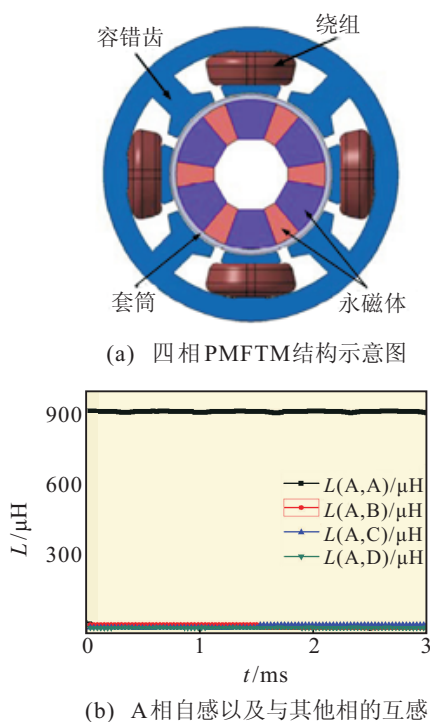 容错齿
绕组
套筒
永磁体
(a) 四相PMFTM结构示意图
900
600
300
L/μH
L(A,A)/μH
L(A,B)/μH
L(A,C)/μH
L(A,D)/μH
0 1 2 3
t/ms
(b) A相自感以及与其他相的互感